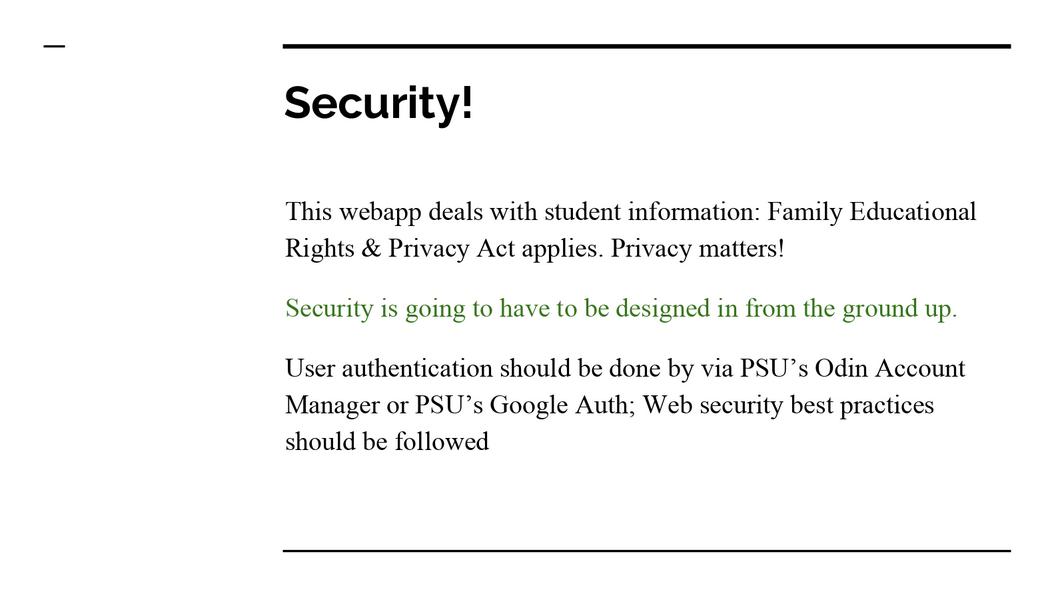 Security!
This webapp deals with student information: Family Educational
Rights & Privacy Act applies. Privacy matters!
Security is going to have to be designed in from the ground up.
User authentication should be done by via PSU’s Odin Account
Manager or PSU’s Google Auth; Web security best practices
should be followed